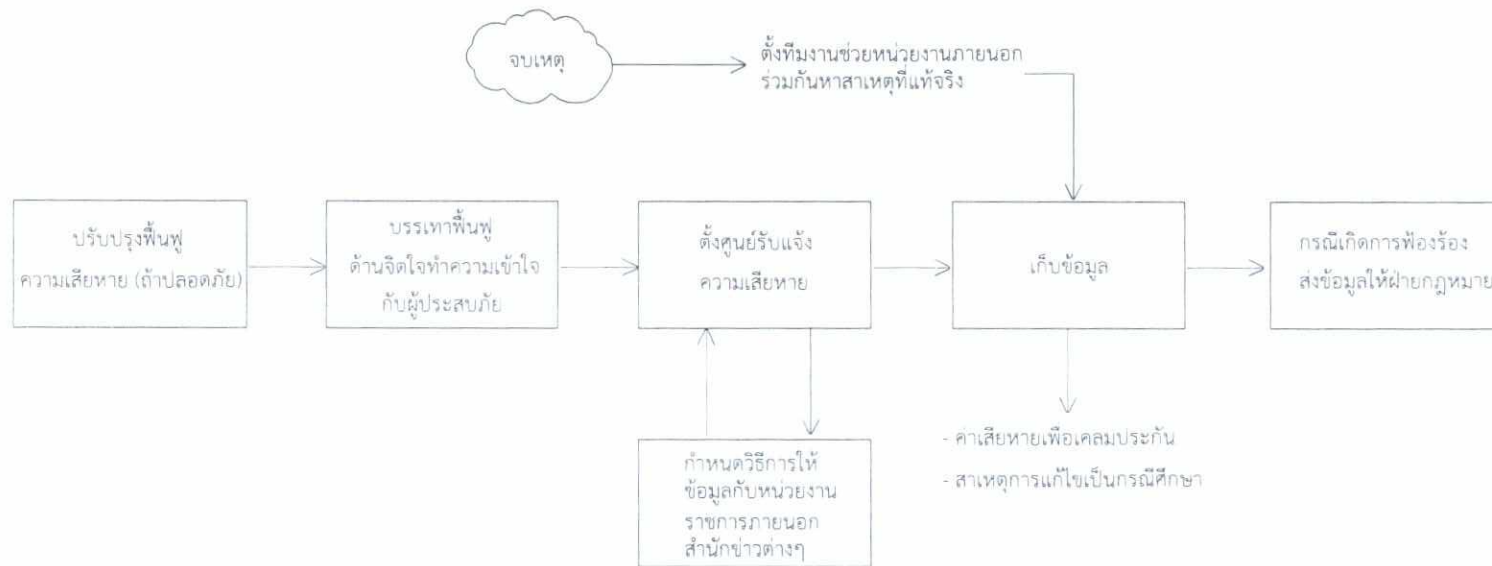 จบเหตุ
ตั้งทีมงานช่วยหน่วยงานภายนอก
ร่วมกันหาสาเหตุที่แท้จริง
ปรับปรุงฟื้นฟู
ความเสียหาย (ถ้าปลอดภัย)
บรรเทาฟื้นฟู
ด้านจิตใจทำความเข้าใจ
กับผู้ประสบภัย
ตั้งศูนย์รับแจ้ง
ความเสียหาย
เก็บข้อมูล
กรณีเกิดการฟ้องร้อง
ส่งข้อมูลให้ฝ่ายกฎหมาย
กำหนดวิธีการให้
ข้อมูลกับหน่วยงาน
ราชการภายนอก
สำนักข่าวต่างๆ
- ค่าเสียหายเพื่อเคลมประกัน
- สาเหตุการแก้ไขเป็นกรณีศึกษา